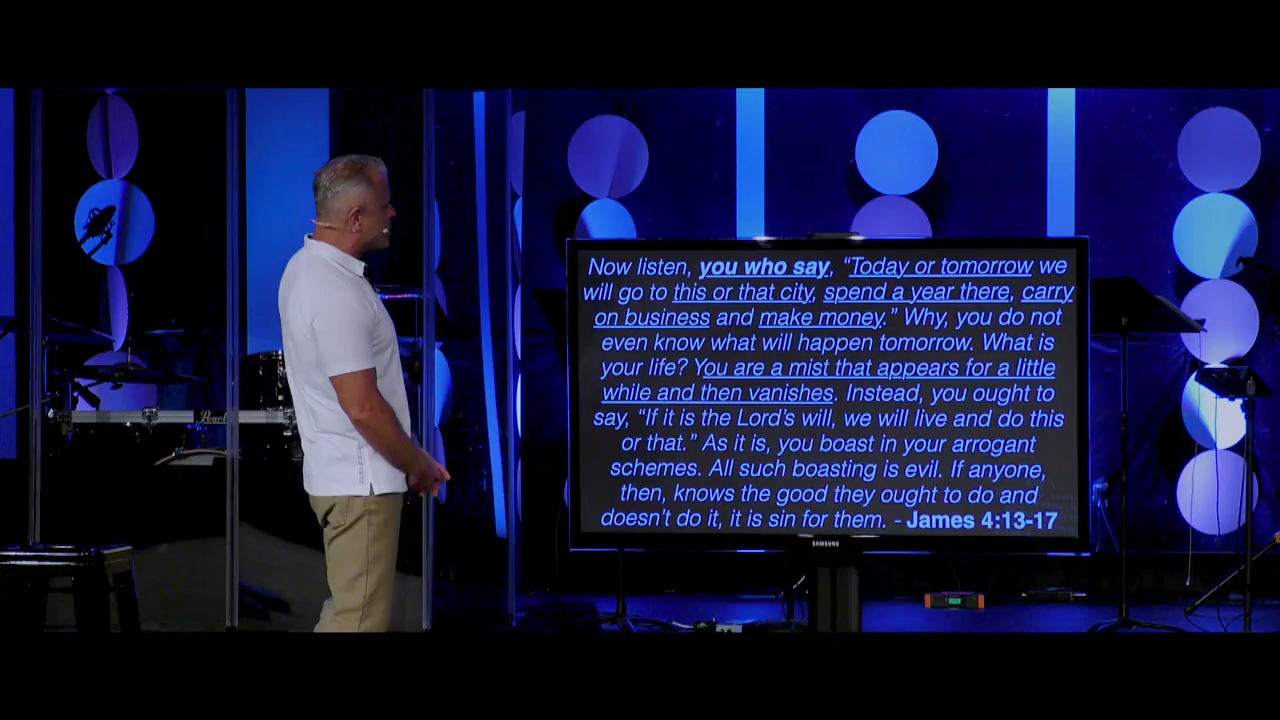 Now listen, you who say, “Today or tomorrow we
will go to this or that city, spend a year there, carry
on business and make money.” Why, you do not
even know what will happen tomorrow. What is
your life? You are a mist that appears for a little
while and then vanishes. Instead, you ought to
say, “If it is the Lord’s will, we will live and do this
or that.” As it is, you boast in your arrogant
schemes. All such boasting is evil. If anyone,
then, knows the good they ought to do and
doesn’t do it, it is sin for them. - James 4:13-17
SAMSUNG
Pearl